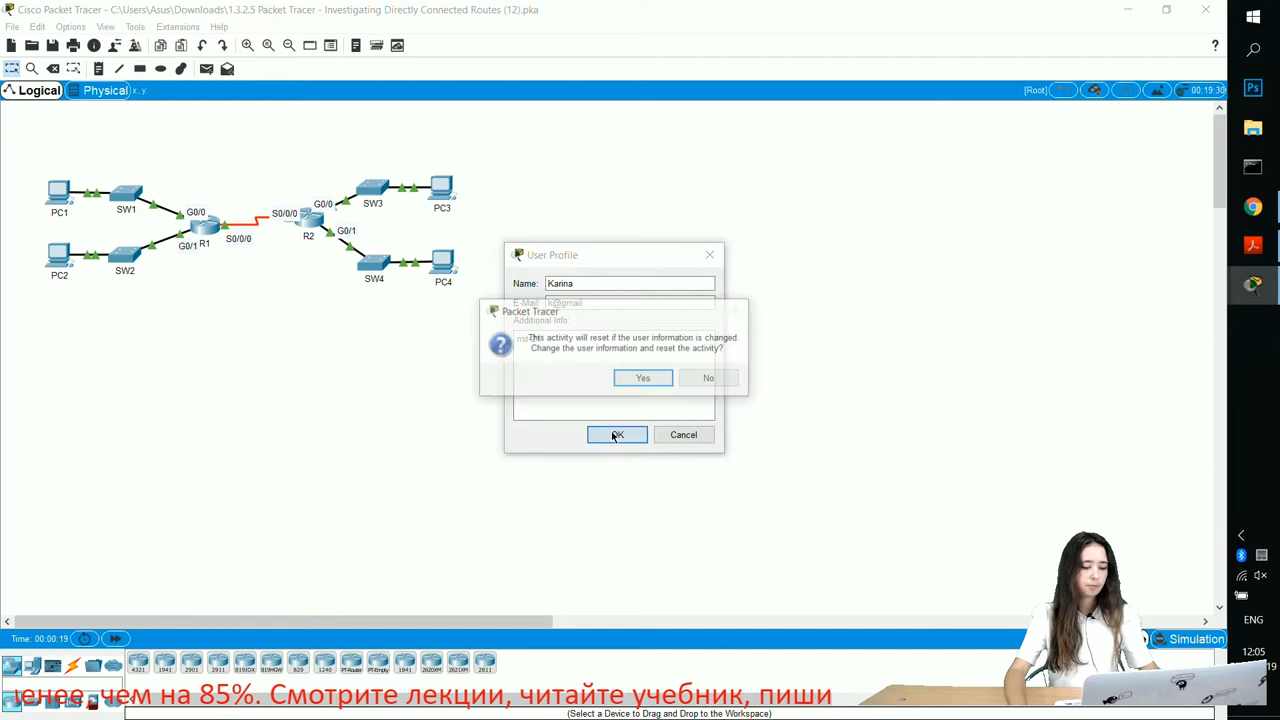 Cisco Packet Tracer - C:\Users\Asus\Downloads\1.3.2.5 Packet Tracer - Investigating Directly Connected Routes (12).pka
File Edit Options View Tools Extensions Help
?
Logical Physical x, y:
[Root] 00:19:30
Ps
PC1
SW1
G0/0
R1
G0/1
S0/0/0
PC2
SW2
S0/0/0
G0/0
R2
G0/1
SW3
PC3
SW4
PC4
User Profile
Name: Karina
E-Mail: k@gmail
Additional Info:
Packet Tracer
This activity will reset if the user information is changed.
Change the user information and reset the activity?
Yes No
OK Cancel
Time: 00:00:19
Simulation
4321 1941 2901 2911 819IOX 819HGW 829 1240 PT-Router PT-Empty 1841 2620XM 2621XM 2811
чем на 85%. Смотрите лекции, читайте учебник, пиши
(Select a Device to Drag and Drop to the Workspace)
ENG
12:05